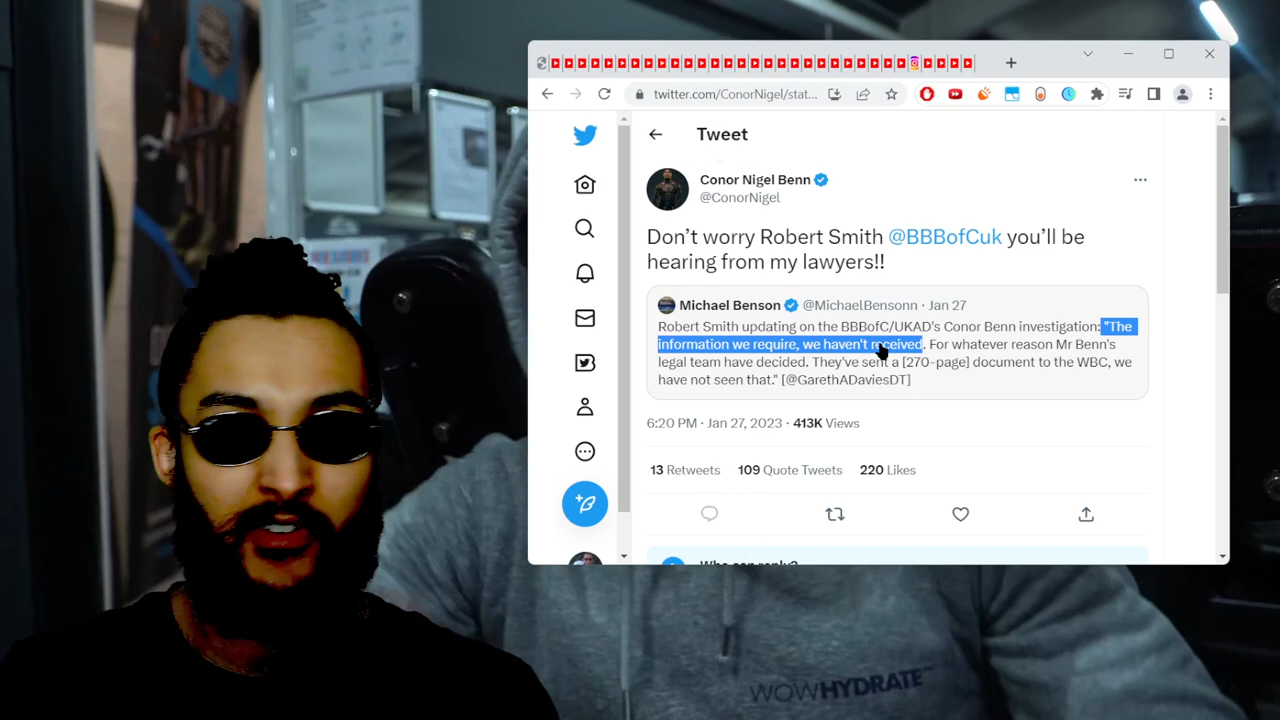 twitter.com/ConorNigel/stat...
Tweet
Conor Nigel Benn
@ConorNigel
Don’t worry Robert Smith @BBBofCuk you’ll be
hearing from my lawyers!!
Michael Benson @MichaelBensonn · Jan 27
Robert Smith updating on the BBBofC/UKAD's Conor Benn investigation: "The
information we require, we haven't received. For whatever reason Mr Benn's
legal team have decided. They've sent a [270-page] document to the WBC, we
have not seen that." [@GarethADaviesDT]
6:20 PM · Jan 27, 2023 · 413K Views
13 Retweets 109 Quote Tweets 220 Likes
Who can reply?
WOWHYDRATE